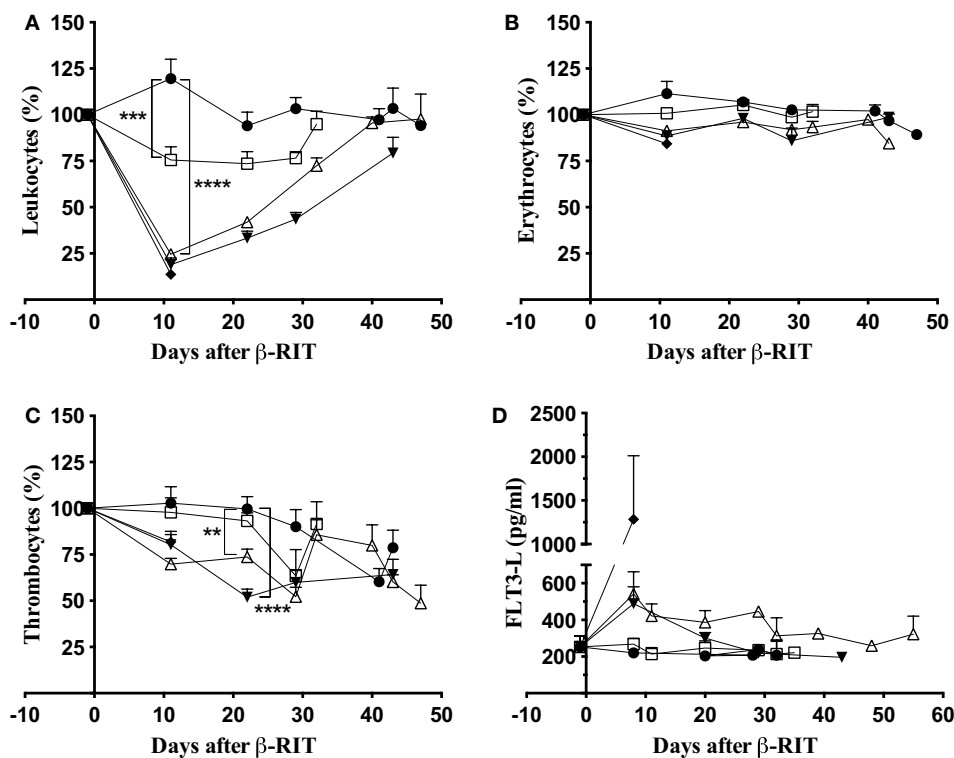 A
150
125
100
75
50
25
Leukocytes (%)
***
****
-10 0 10 20 30 40 50
Days after β-RIT
B
150
125
100
75
50
25
Erythrocytes (%)
-10 0 10 20 30 40 50
Days after β-RIT
C
150
125
100
75
50
25
Thrombocytes (%)
**
****
-10 0 10 20 30 40 50
Days after β-RIT
D
2500
2000
1500
1000
600
400
200
FLT3-L (pg/ml)
-10 0 10 20 30 40 50 60
Days after β-RIT